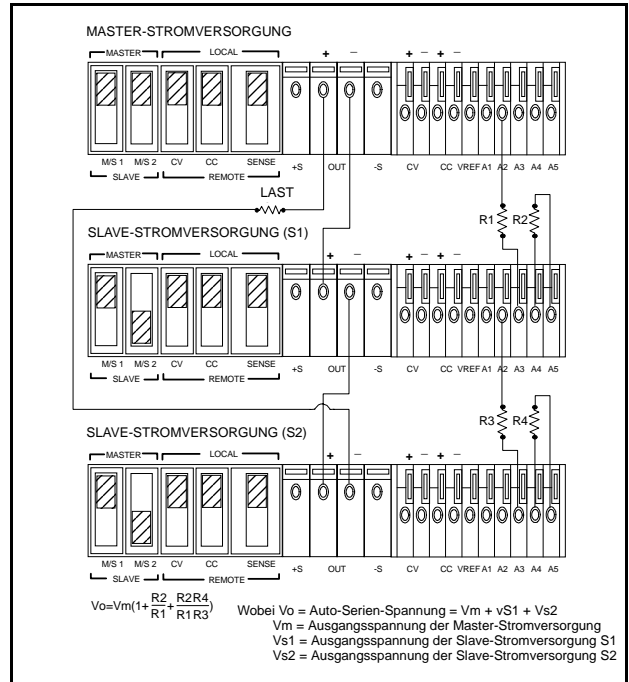 MASTER-STROMVERSORGUNG
MASTER LOCAL + − + − + −
M/S 1 M/S 2 CV CC SENSE +S OUT -S CV CC VREF A1 A2 A3 A4 A5
SLAVE REMOTE
LAST
R1 R2
SLAVE-STROMVERSORGUNG (S1)
MASTER LOCAL + − + − + −
M/S 1 M/S 2 CV CC SENSE +S OUT -S CV CC VREF A1 A2 A3 A4 A5
SLAVE REMOTE
R3 R4
SLAVE-STROMVERSORGUNG (S2)
MASTER LOCAL + − + − + −
M/S 1 M/S 2 CV CC SENSE +S OUT -S CV CC VREF A1 A2 A3 A4 A5
SLAVE REMOTE
Vo=Vm(1+R2/R1+R2R4/R1R3)
Wobei Vo = Auto-Serien-Spannung = Vm + vS1 + Vs2
Vm = Ausgangsspannung der Master-Stromversorgung
Vs1 = Ausgangsspannung der Slave-Stromversorgung S1
Vs2 = Ausgangsspannung der Slave-Stromversorgung S2